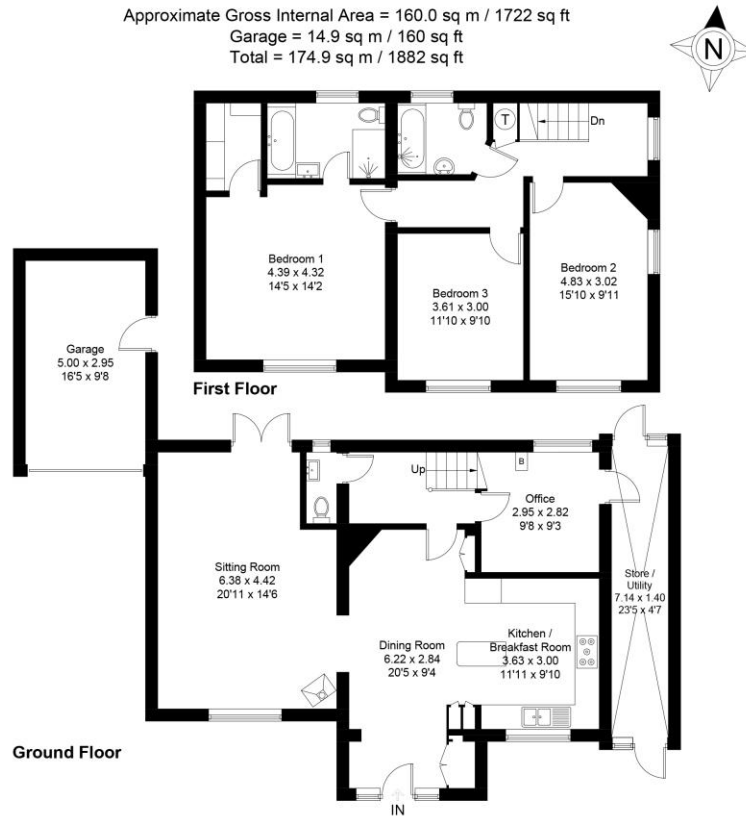 Approximate Gross Internal Area = 160.0 sq m / 1722 sq ft
Garage = 14.9 sq m / 160 sq ft
Total = 174.9 sq m / 1882 sq ft
N
T
Dn
Bedroom 1
4.39 x 4.32
14'5 x 14'2
Bedroom 2
4.83 x 3.02
15'10 x 9'11
Bedroom 3
3.61 x 3.00
11'10 x 9'10
First Floor
Garage
5.00 x 2.95
16'5 x 9'8
Up
B
Office
2.95 x 2.82
9'8 x 9'3
Sitting Room
6.38 x 4.42
20'11 x 14'6
Store /
Utility
7.14 x 1.40
23'5 x 4'7
Dining Room
6.22 x 2.84
20'5 x 9'4
Kitchen /
Breakfast Room
3.63 x 3.00
11'11 x 9'10
Ground Floor
IN